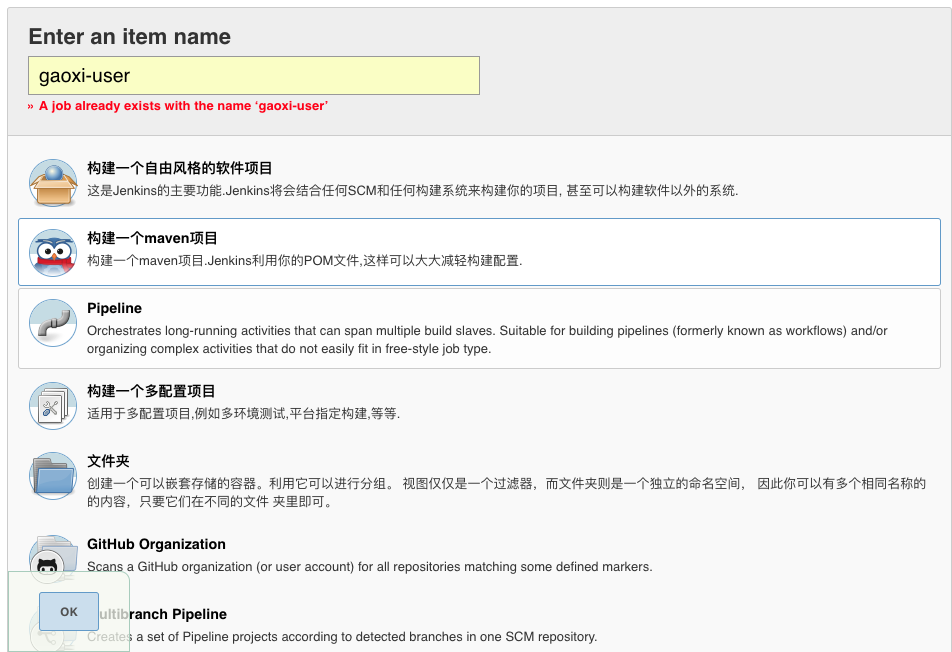 Enter an item name
gaoxi-user
» A job already exists with the name ‘gaoxi-user’
构建一个自由风格的软件项目
这是Jenkins的主要功能.Jenkins将会结合任何SCM和任何构建系统来构建你的项目, 甚至可以构建软件以外的系统.
构建一个maven项目
构建一个maven项目.Jenkins利用你的POM文件,这样可以大大减轻构建配置.
Pipeline
Orchestrates long-running activities that can span multiple build slaves. Suitable for building pipelines (formerly known as workflows) and/or
organizing complex activities that do not easily fit in free-style job type.
构建一个多配置项目
适用于多配置项目,例如多环境测试,平台指定构建,等等.
文件夹
创建一个可以嵌套存储的容器。利用它可以进行分组。 视图仅仅是一个过滤器，而文件夹则是一个独立的命名空间， 因此你可以有多个相同名称的
的内容，只要它们在不同的文件 夹里即可。
GitHub Organization
Scans a GitHub organization (or user account) for all repositories matching some defined markers.
OK
Multibranch Pipeline
Creates a set of Pipeline projects according to detected branches in one SCM repository.